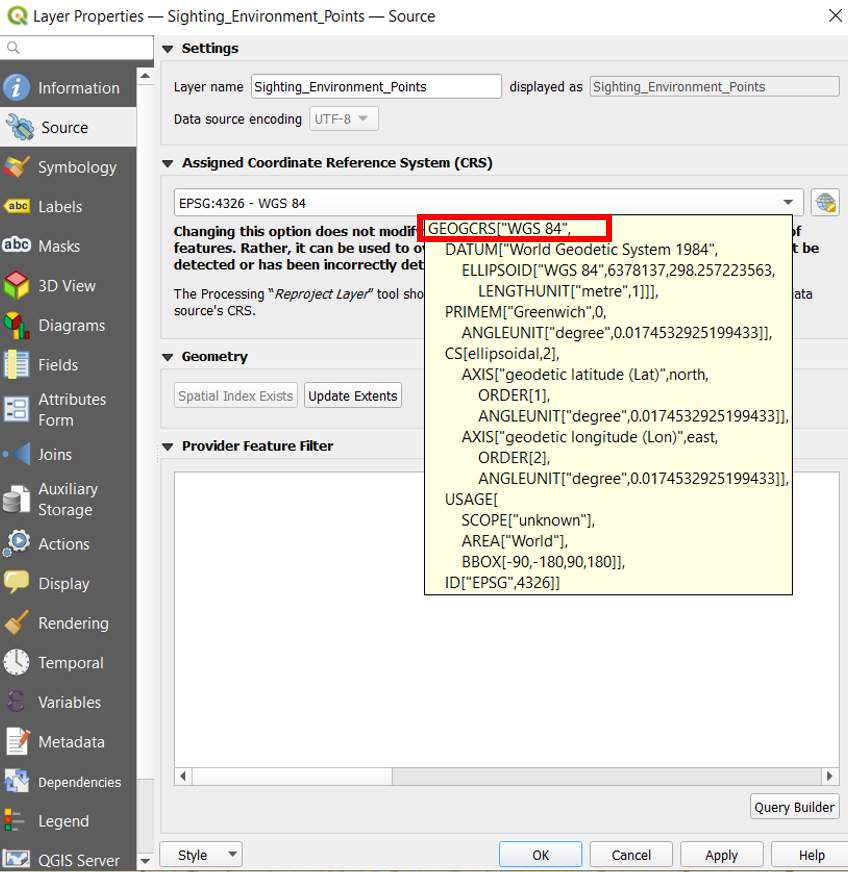 Layer Properties — Sighting_Environment_Points — Source
Information
Source
Symbology
abc Labels
abc Masks
3D View
Diagrams
Fields
Attributes
Form
Joins
Auxiliary
Storage
Actions
Display
Rendering
Temporal
Variables
Metadata
Dependencies
Legend
QGIS Server
Settings
Layer name Sighting_Environment_Points displayed as Sighting_Environment_Points
Data source encoding UTF-8
Assigned Coordinate Reference System (CRS)
EPSG:4326 - WGS 84
Changing this option does not modif of
features. Rather, it can be used to o t be
detected or has been incorrectly det
The Processing “Reproject Layer” tool sho data
source's CRS.
GEOGCRS["WGS 84",
DATUM["World Geodetic System 1984",
ELLIPSOID["WGS 84",6378137,298.257223563,
LENGTHUNIT["metre",1]]],
PRIMEM["Greenwich",0,
ANGLEUNIT["degree",0.0174532925199433]],
CS[ellipsoidal,2],
AXIS["geodetic latitude (Lat)",north,
ORDER[1],
ANGLEUNIT["degree",0.0174532925199433]],
AXIS["geodetic longitude (Lon)",east,
ORDER[2],
ANGLEUNIT["degree",0.0174532925199433]],
USAGE[
SCOPE["unknown"],
AREA["World"],
BBOX[-90,-180,90,180]],
ID["EPSG",4326]]
Geometry
Spatial Index Exists Update Extents
Provider Feature Filter
Query Builder
Style OK Cancel Apply Help